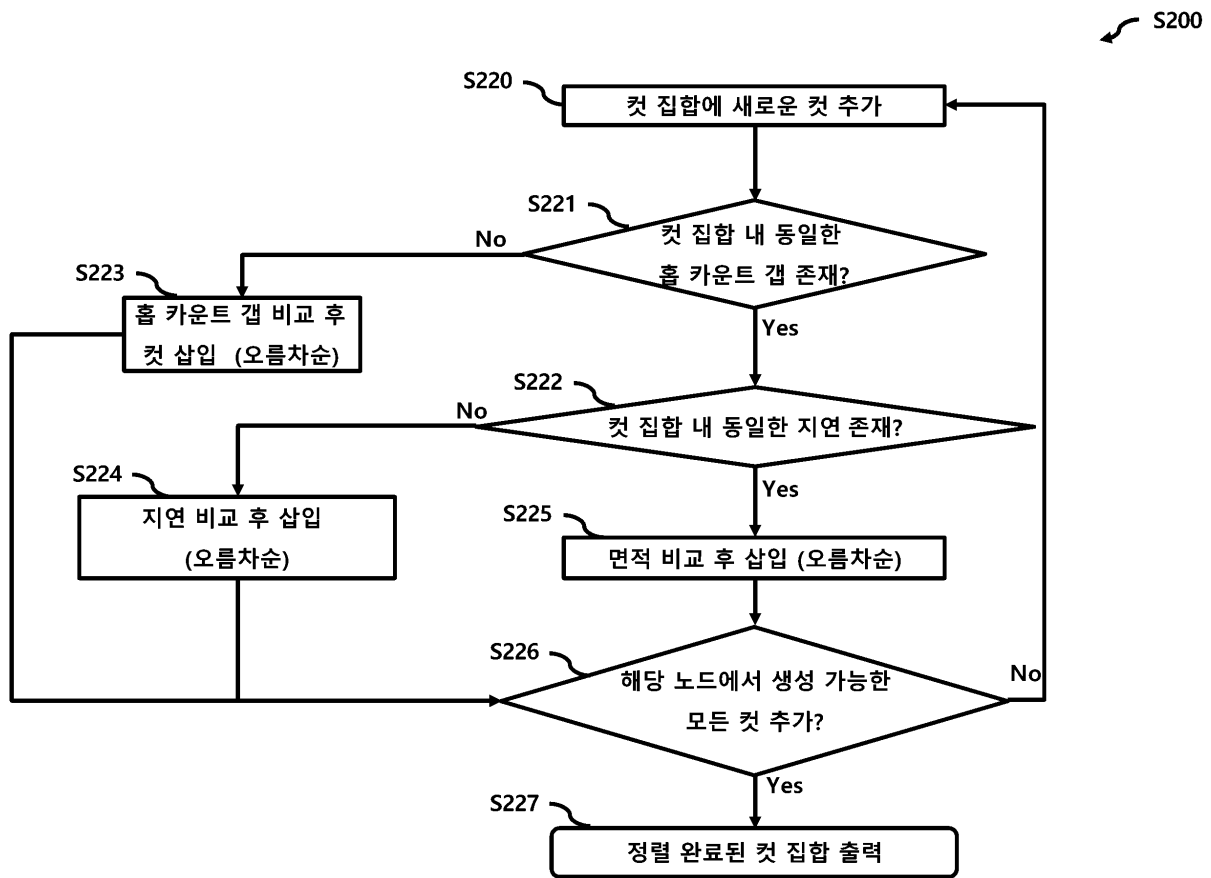 S200
S220
컷 집합에 새로운 컷 추가
S221
컷 집합 내 동일한
홉 카운트 갭 존재?
No
Yes
S223
홉 카운트 갭 비교 후
컷 삽입 (오름차순)
S222
컷 집합 내 동일한 지연 존재?
No
Yes
S224
지연 비교 후 삽입
(오름차순)
S225
면적 비교 후 삽입 (오름차순)
S226
해당 노드에서 생성 가능한
모든 컷 추가?
No
Yes
S227
정렬 완료된 컷 집합 출력